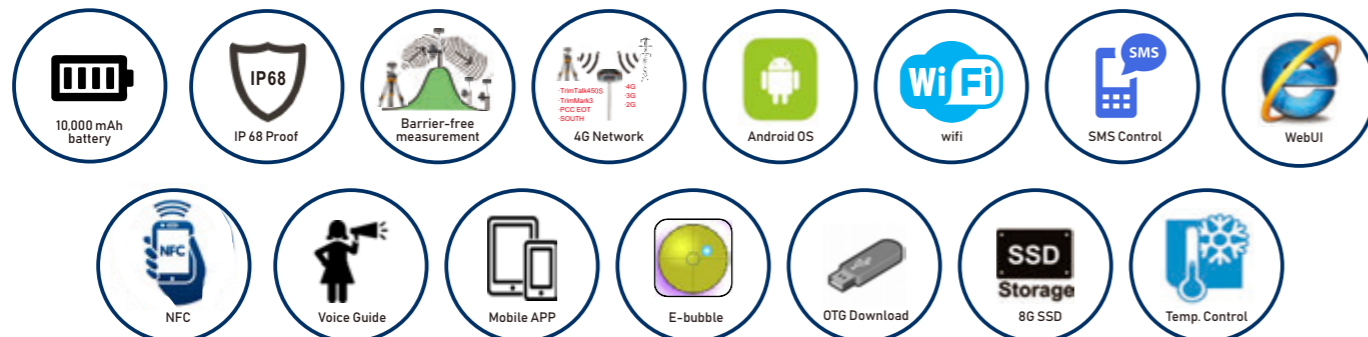 10,000 mAh
battery
IP68
IP 68 Proof
Barrier-free
measurement
·TrimTalk450S
·TrimMark3
·PCC EOT
·SOUTH
·4G
·3G
·2G
4G Network
Android OS
Wi Fi
wifi
SMS
SMS Control
WebUI
NFC
NFC
Voice Guide
Mobile APP
E-bubble
OTG Download
SSD
Storage
8G SSD
Temp. Control